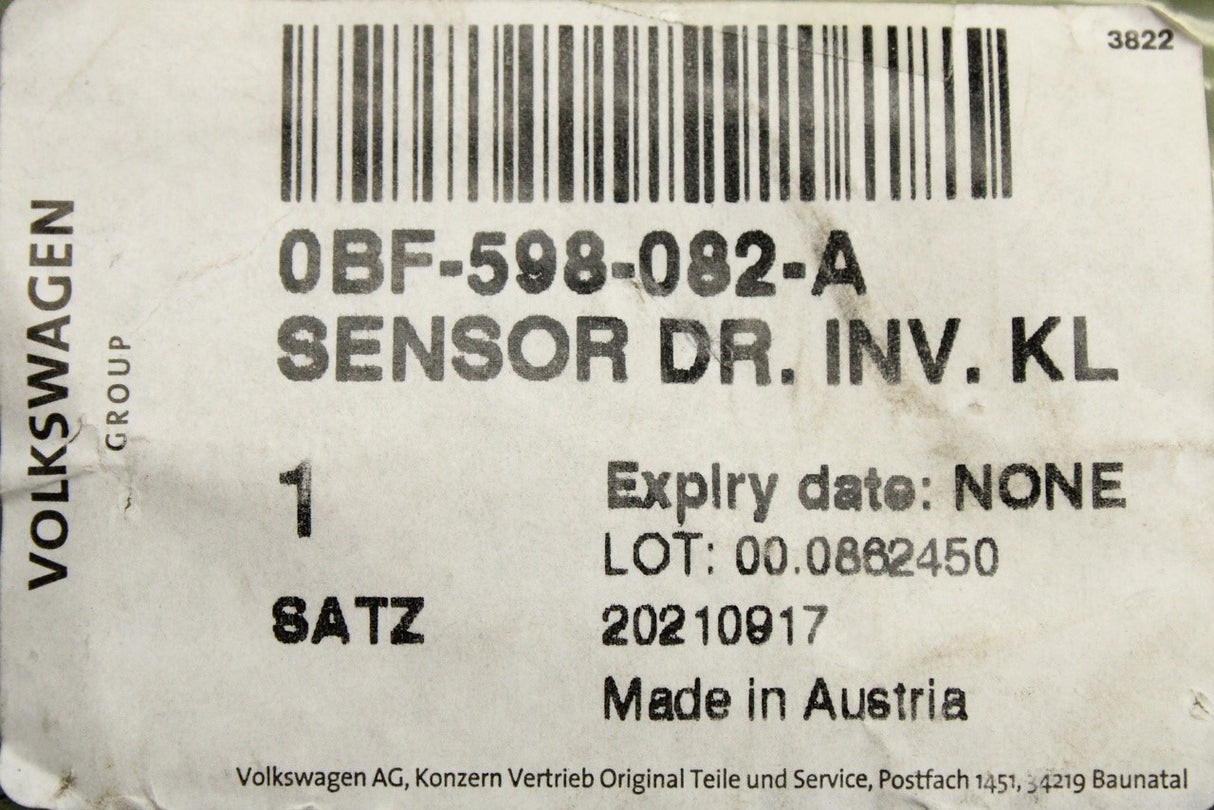 3822
VOLKSWAGEN
GROUP
0BF-598-082-A
SENSOR DR. INV. KL
1
Expiry date: NONE
LOT: 00.0862450
SATZ
20210917
Made in Austria
Volkswagen AG, Konzern Vertrieb Original Teile und Service, Postfach 1451, 34219 Baunatal